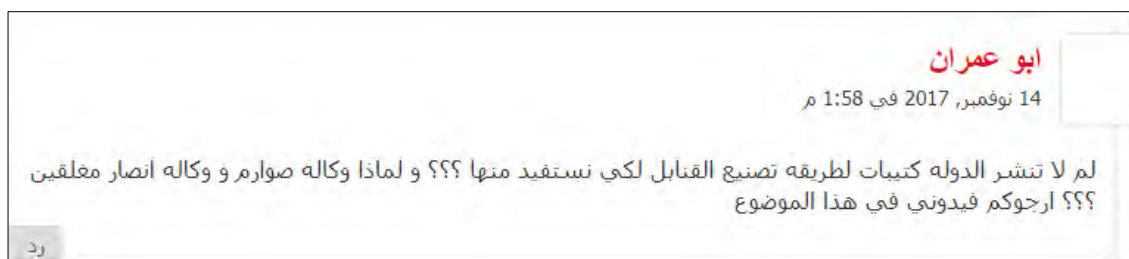 ابو عمران
14 نوفمبر, 2017 في 1:58 م
لم لا تنشر الدوله كتيبات لطريقه تصنيع القنابل لكي نستفيد منها ؟؟؟ و لماذا وكاله صوارم و وكاله انصار مغلقين
؟؟؟ ارجوكم فيدوني في هذا الموضوع
رد